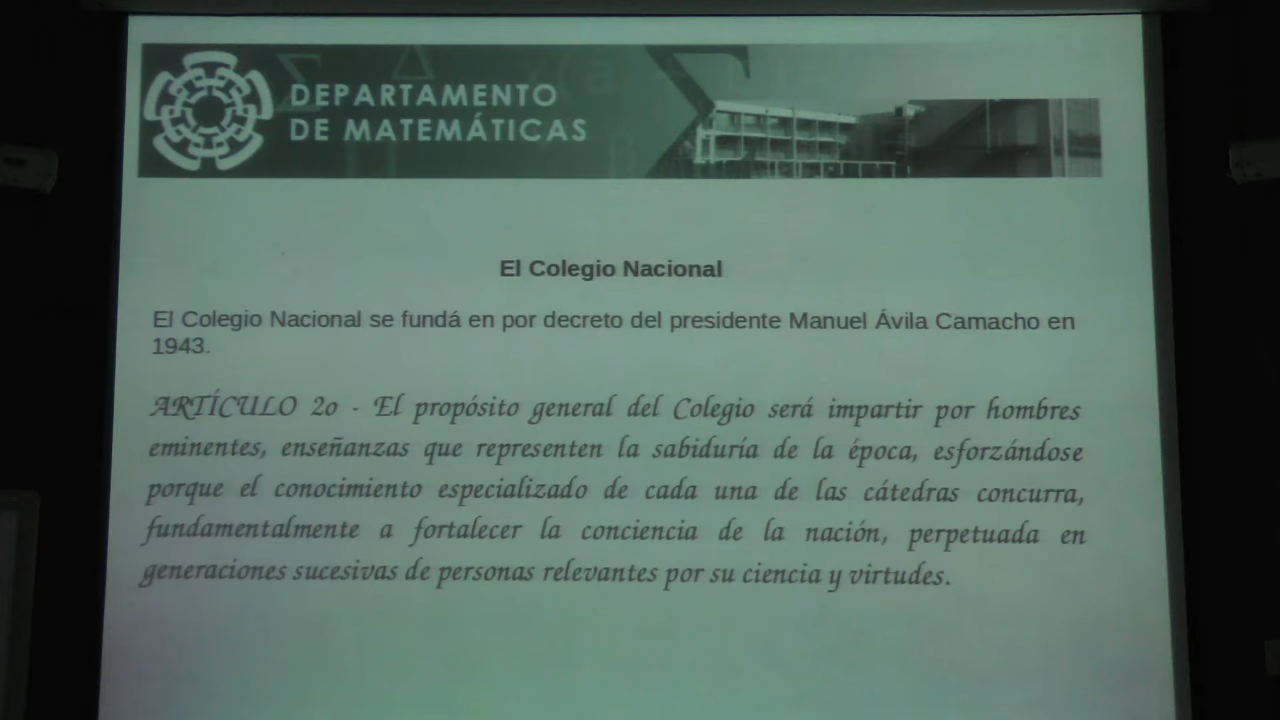 DEPARTAMENTO
DE MATEMÁTICAS
El Colegio Nacional
El Colegio Nacional se fundá en por decreto del presidente Manuel Ávila Camacho en
1943.
ARTÍCULO 2o - El propósito general del Colegio será impartir por hombres
eminentes, enseñanzas que representen la sabiduría de la época, esforzándose
porque el conocimiento especializado de cada una de las cátedras concurra,
fundamentalmente a fortalecer la conciencia de la nación, perpetuada en
generaciones sucesivas de personas relevantes por su ciencia y virtudes.